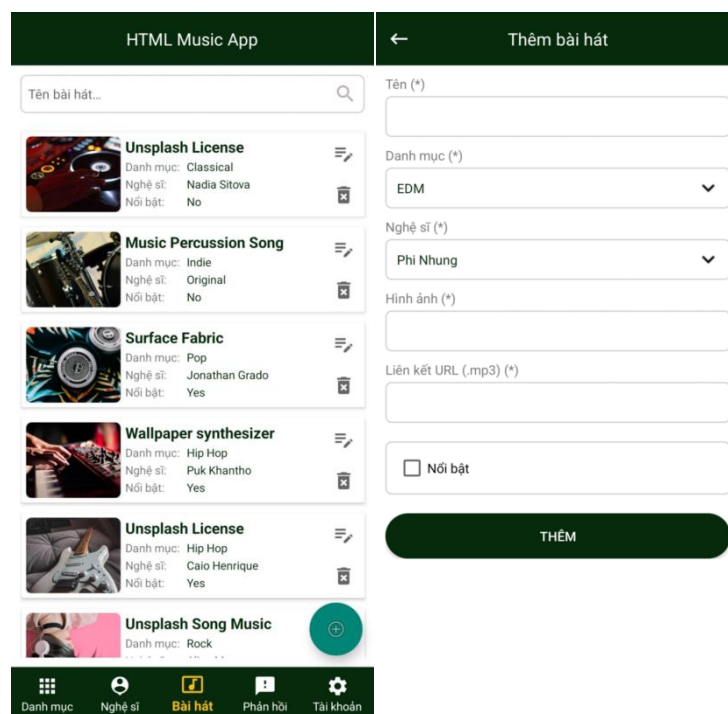 HTML Music App
Tên bài hát...
Unsplash License
Danh mục: Classical
Nghệ sĩ: Nadia Sitova
Nổi bật: No
Music Percussion Song
Danh mục: Indie
Nghệ sĩ: Original
Nổi bật: No
Surface Fabric
Danh mục: Pop
Nghệ sĩ: Jonathan Grado
Nổi bật: Yes
Wallpaper synthesizer
Danh mục: Hip Hop
Nghệ sĩ: Puk Khantho
Nổi bật: Yes
Unsplash License
Danh mục: Hip Hop
Nghệ sĩ: Caio Henrique
Nổi bật: Yes
Unsplash Song Music
Danh mục: Rock
Danh mục Nghệ sĩ Bài hát Phản hồi Tài khoản
Thêm bài hát
Tên (*)
Danh mục (*)
EDM
Nghệ sĩ (*)
Phi Nhung
Hình ảnh (*)
Liên kết URL (.mp3) (*)
Nổi bật
THÊM